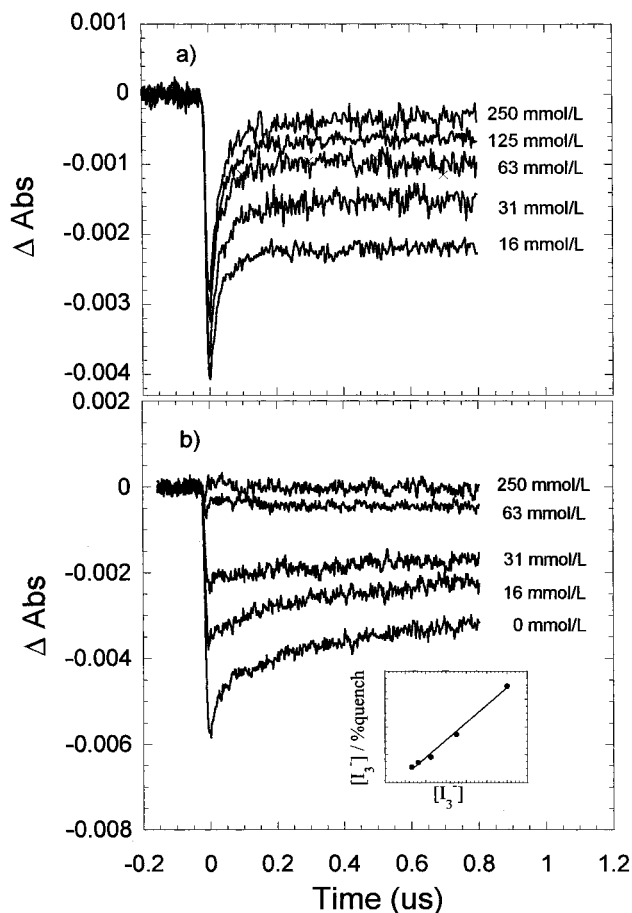 0.001
a)
0
250 mmol/L
125 mmol/L
-0.001
63 mmol/L
31 mmol/L
-0.002
16 mmol/L
-0.003
-0.004
Δ Abs
0.002
b)
0
250 mmol/L
63 mmol/L
-0.002
31 mmol/L
16 mmol/L
-0.004
0 mmol/L
-0.006
-0.008
Δ Abs
[I3-] / %quench
[I3-]
-0.2 0 0.2 0.4 0.6 0.8 1 1.2
Time (us)